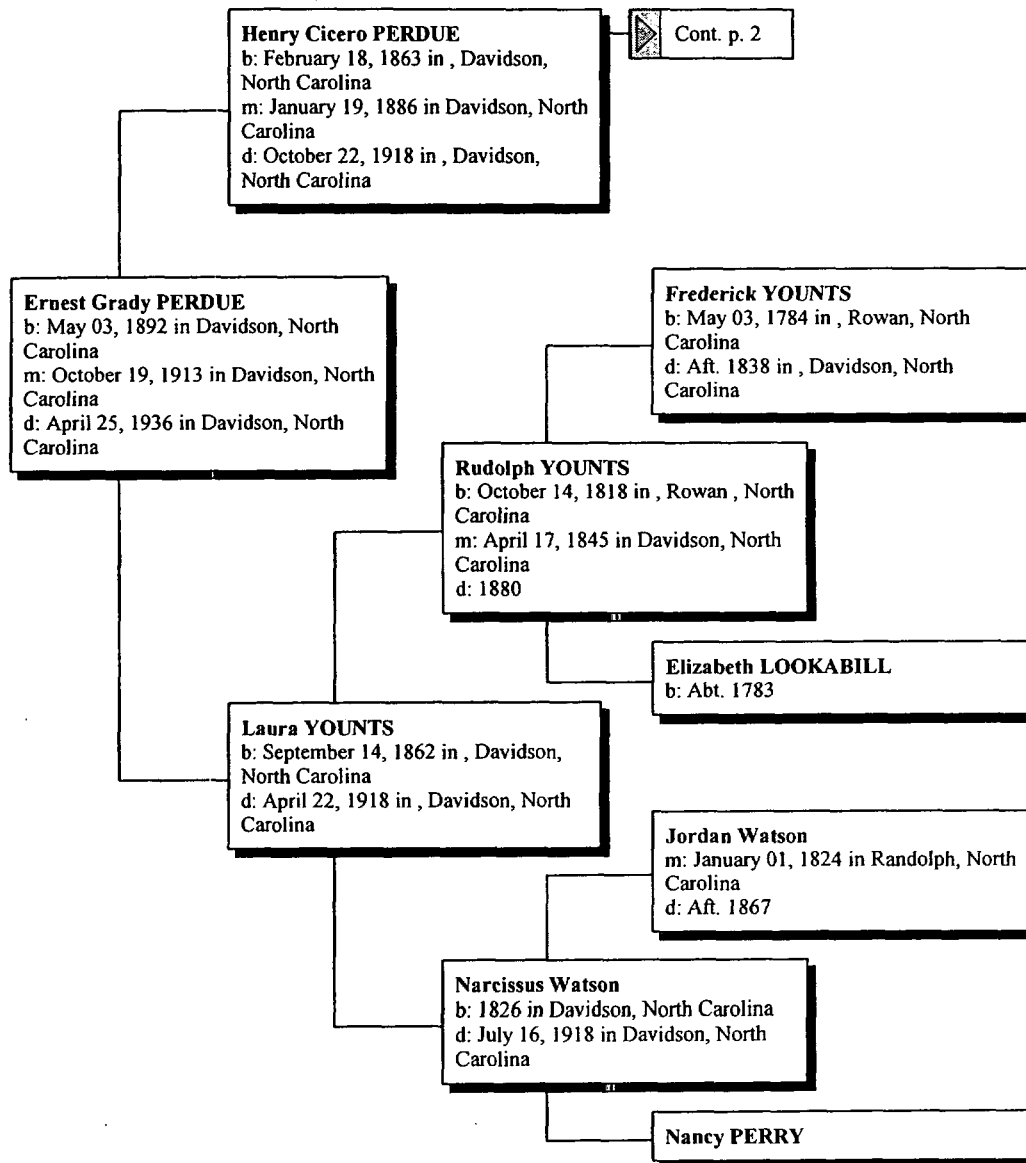 Henry Cicero PERDUE
b: February 18, 1863 in , Davidson,
North Carolina
m: January 19, 1886 in Davidson, North
Carolina
d: October 22, 1918 in , Davidson,
North Carolina
Cont. p. 2
Ernest Grady PERDUE
b: May 03, 1892 in Davidson, North
Carolina
m: October 19, 1913 in Davidson, North
Carolina
d: April 25, 1936 in Davidson, North
Carolina
Frederick YOUNTS
b: May 03, 1784 in , Rowan, North
Carolina
d: Aft. 1838 in , Davidson, North
Carolina
Rudolph YOUNTS
b: October 14, 1818 in , Rowan , North
Carolina
m: April 17, 1845 in Davidson, North
Carolina
d: 1880
Elizabeth LOOKABILL
b: Abt. 1783
Laura YOUNTS
b: September 14, 1862 in , Davidson,
North Carolina
d: April 22, 1918 in , Davidson, North
Carolina
Jordan Watson
m: January 01, 1824 in Randolph, North
Carolina
d: Aft. 1867
Narcissus Watson
b: 1826 in Davidson, North Carolina
d: July 16, 1918 in Davidson, North
Carolina
Nancy PERRY